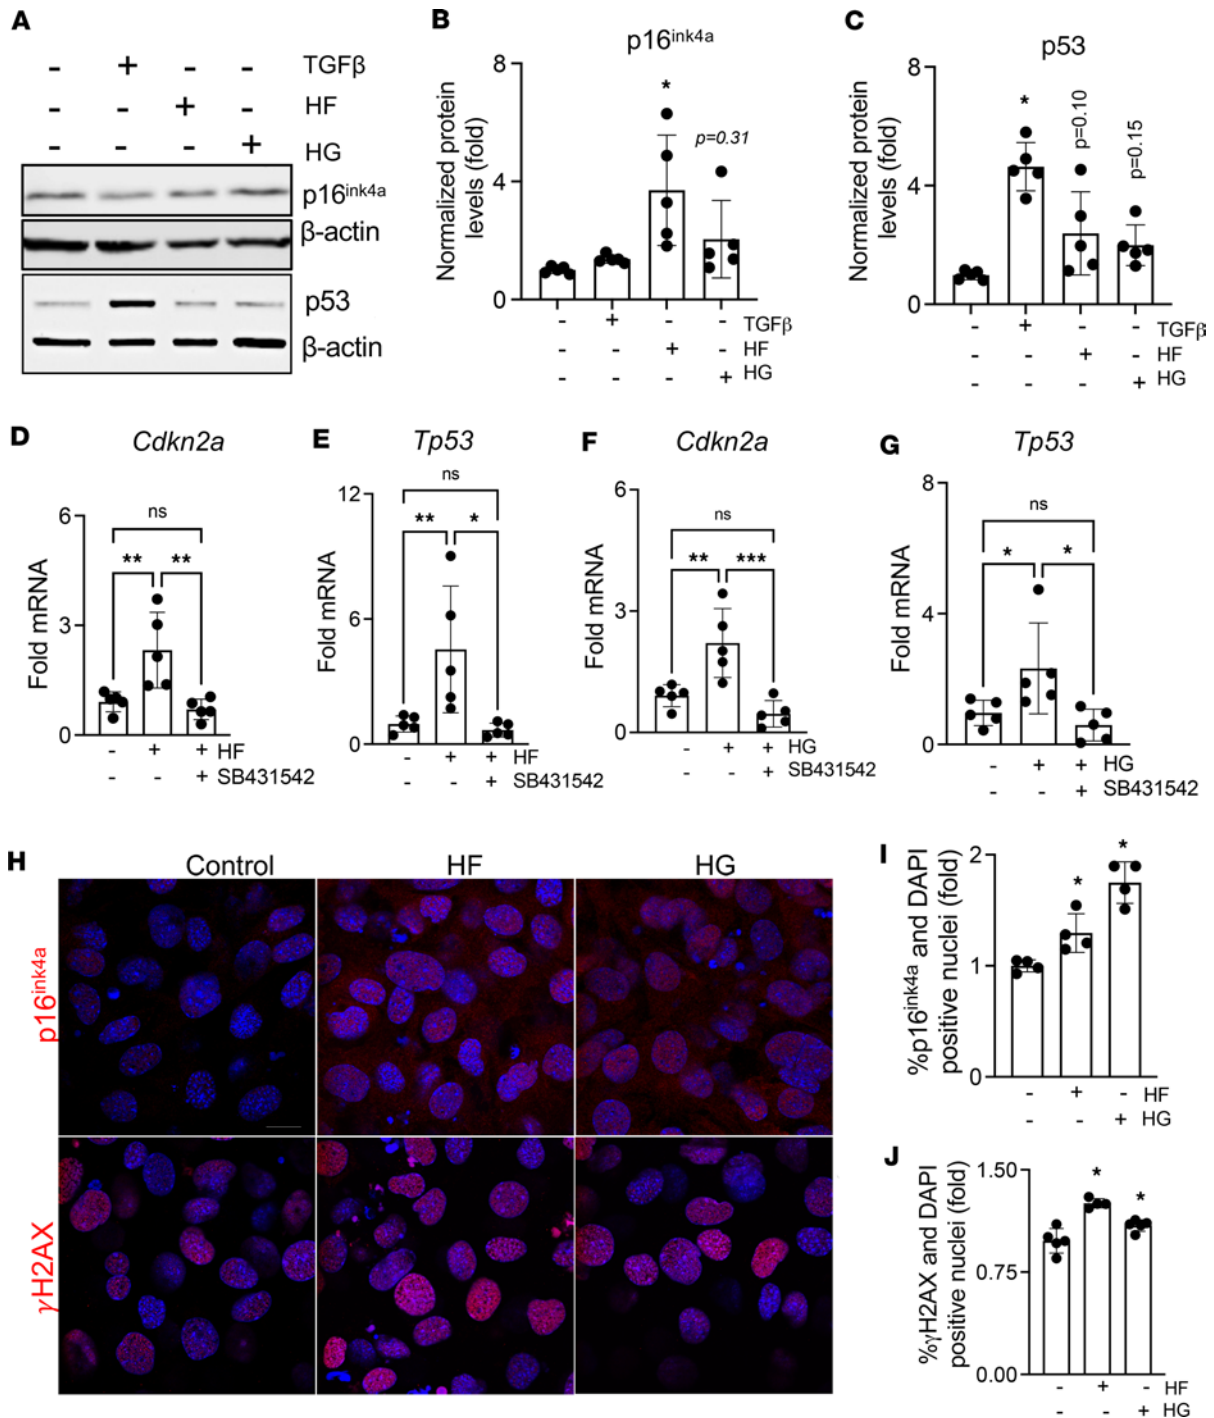 A
- + - - TGFβ
- - + - HF
- - - + HG
p16ink4a
β-actin
p53
β-actin
B
p16ink4a
Normalized protein
levels (fold)
8
4
0
*
p=0.31
- + - - TGFβ
- - + - HF
- - - + HG
C
p53
Normalized protein
levels (fold)
8
4
0
*
p=0.10
p=0.15
- + - - TGFβ
- - + - HF
- - - + HG
D
Cdkn2a
Fold mRNA
6
3
0
ns
** **
- + + HF
- - + SB431542
E
Tp53
Fold mRNA
12
6
0
ns
** *
- + + HF
- - + SB431542
F
Cdkn2a
Fold mRNA
6
3
0
ns
** ***
- + + HG
- - + SB431542
G
Tp53
Fold mRNA
8
4
0
ns
* *
- + + HG
- - + SB431542
H
Control HF HG
p16ink4a
γH2AX
I
%p16ink4a and DAPI
positive nuclei (fold)
2
1
0
* *
- + - HF
- - + HG
J
%γH2AX and DAPI
positive nuclei (fold)
1.50
0.75
0.00
* *
- + - HF
- - + HG